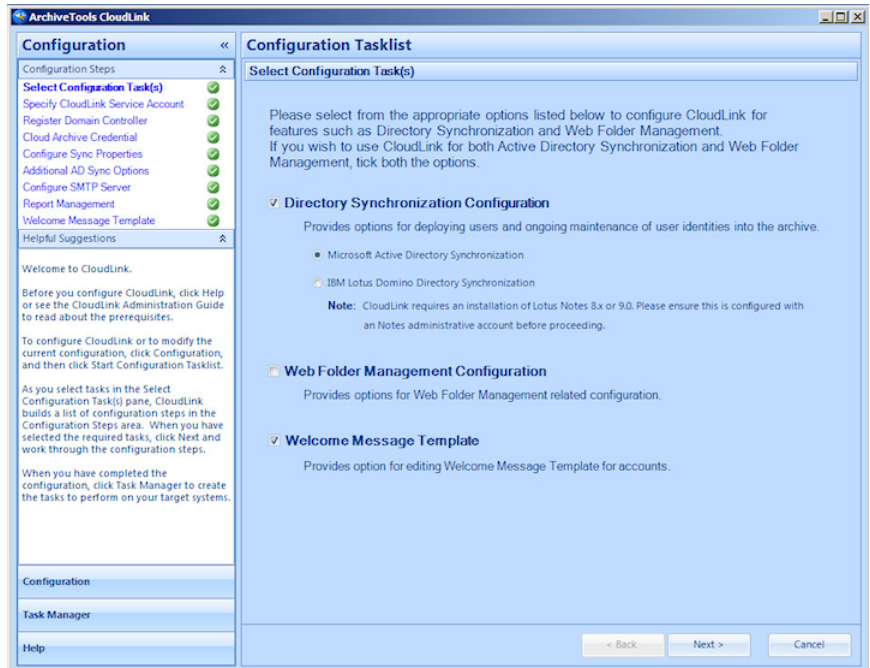 ArchiveTools CloudLink
Configuration «
Configuration Steps
Select Configuration Task(s)
Specify CloudLink Service Account
Register Domain Controller
Cloud Archive Credential
Configure Sync Properties
Additional AD Sync Options
Configure SMTP Server
Report Management
Welcome Message Template
Helpful Suggestions
Welcome to CloudLink.
Before you configure CloudLink, click Help
or see the CloudLink Administration Guide
to read about the prerequisites.
To configure CloudLink or to modify the
current configuration, click Configuration,
and then click Start Configuration Tasklist.
As you select tasks in the Select
Configuration Task(s) pane, CloudLink
builds a list of configuration steps in the
Configuration Steps area. When you have
selected the required tasks, click Next and
work through the configuration steps.
When you have completed the
configuration, click Task Manager to create
the tasks to perform on your target systems.
Configuration
Task Manager
Help
Configuration Tasklist
Select Configuration Task(s)
Please select from the appropriate options listed below to configure CloudLink for
features such as Directory Synchronization and Web Folder Management.
If you wish to use CloudLink for both Active Directory Synchronization and Web Folder
Management, tick both the options.
Directory Synchronization Configuration
Provides options for deploying users and ongoing maintenance of user identities into the archive.
Microsoft Active Directory Synchronization
IBM Lotus Domino Directory Synchronization
Note: CloudLink requires an installation of Lotus Notes 8.x or 9.0. Please ensure this is configured with
an Notes administrative account before proceeding.
Web Folder Management Configuration
Provides options for Web Folder Management related configuration.
Welcome Message Template
Provides option for editing Welcome Message Template for accounts.
< Back Next > Cancel